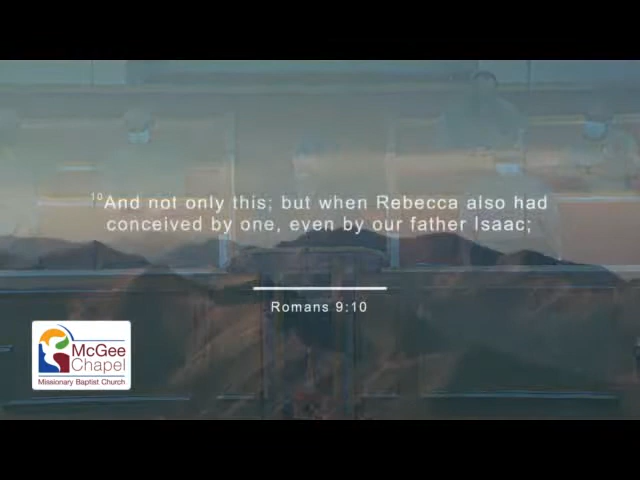 10And not only this; but when Rebecca also had
conceived by one, even by our father Isaac;
Romans 9:10
McGee
Chapel
Missionary Baptist Church